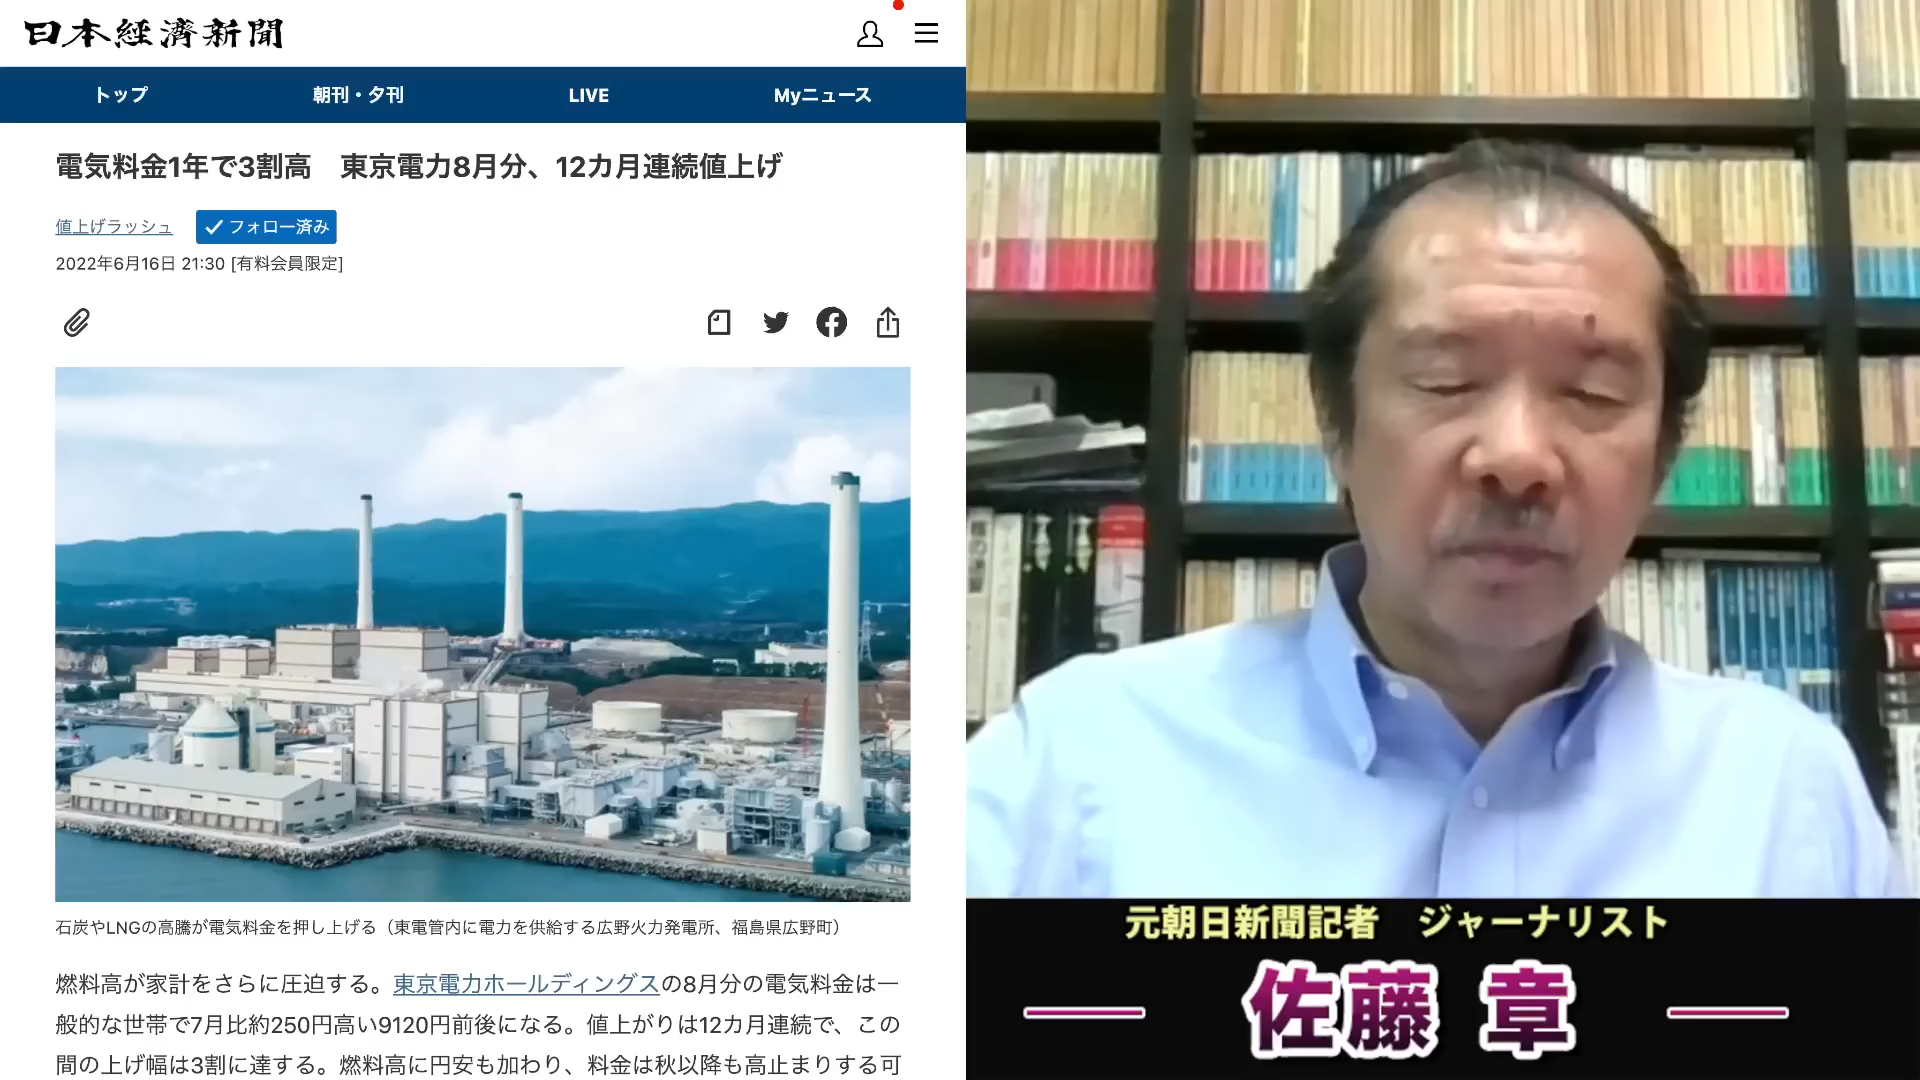 日本経済新聞
トップ
朝刊・夕刊
LIVE
Myニュース
電気料金1年で3割高　東京電力8月分、12カ月連続値上げ
値上げラッシュ
フォロー済み
2022年6月16日 21:30 [有料会員限定]
石炭やLNGの高騰が電気料金を押し上げる（東電管内に電力を供給する広野火力発電所、福島県広野町）
燃料高が家計をさらに圧迫する。東京電力ホールディングスの8月分の電気料金は一
般的な世帯で7月比約250円高い9120円前後になる。値上がりは12カ月連続で、この
間の上げ幅は3割に達する。燃料高に円安も加わり、料金は秋以降も高止まりする可
元朝日新聞記者　ジャーナリスト
佐藤 章